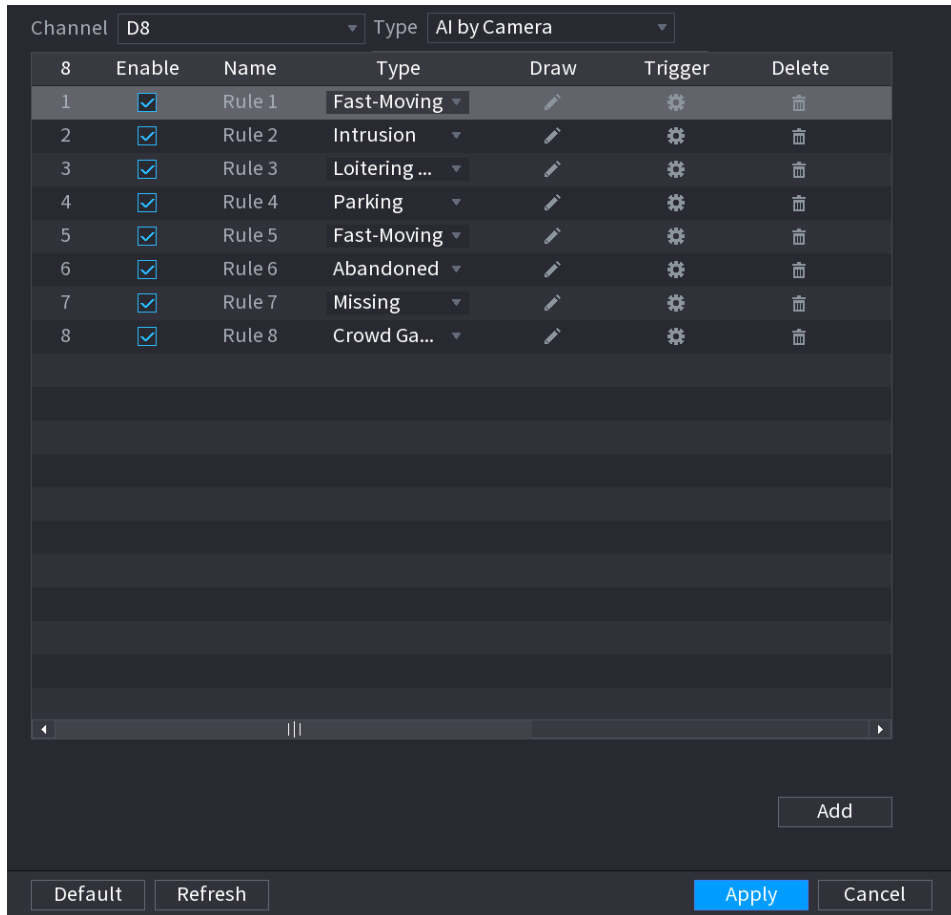 Channel D8 Type AI by Camera
8 Enable Name Type Draw Trigger Delete
1 Rule 1 Fast-Moving
2 Rule 2 Intrusion
3 Rule 3 Loitering ...
4 Rule 4 Parking
5 Rule 5 Fast-Moving
6 Rule 6 Abandoned
7 Rule 7 Missing
8 Rule 8 Crowd Ga...
Add
Default Refresh Apply Cancel